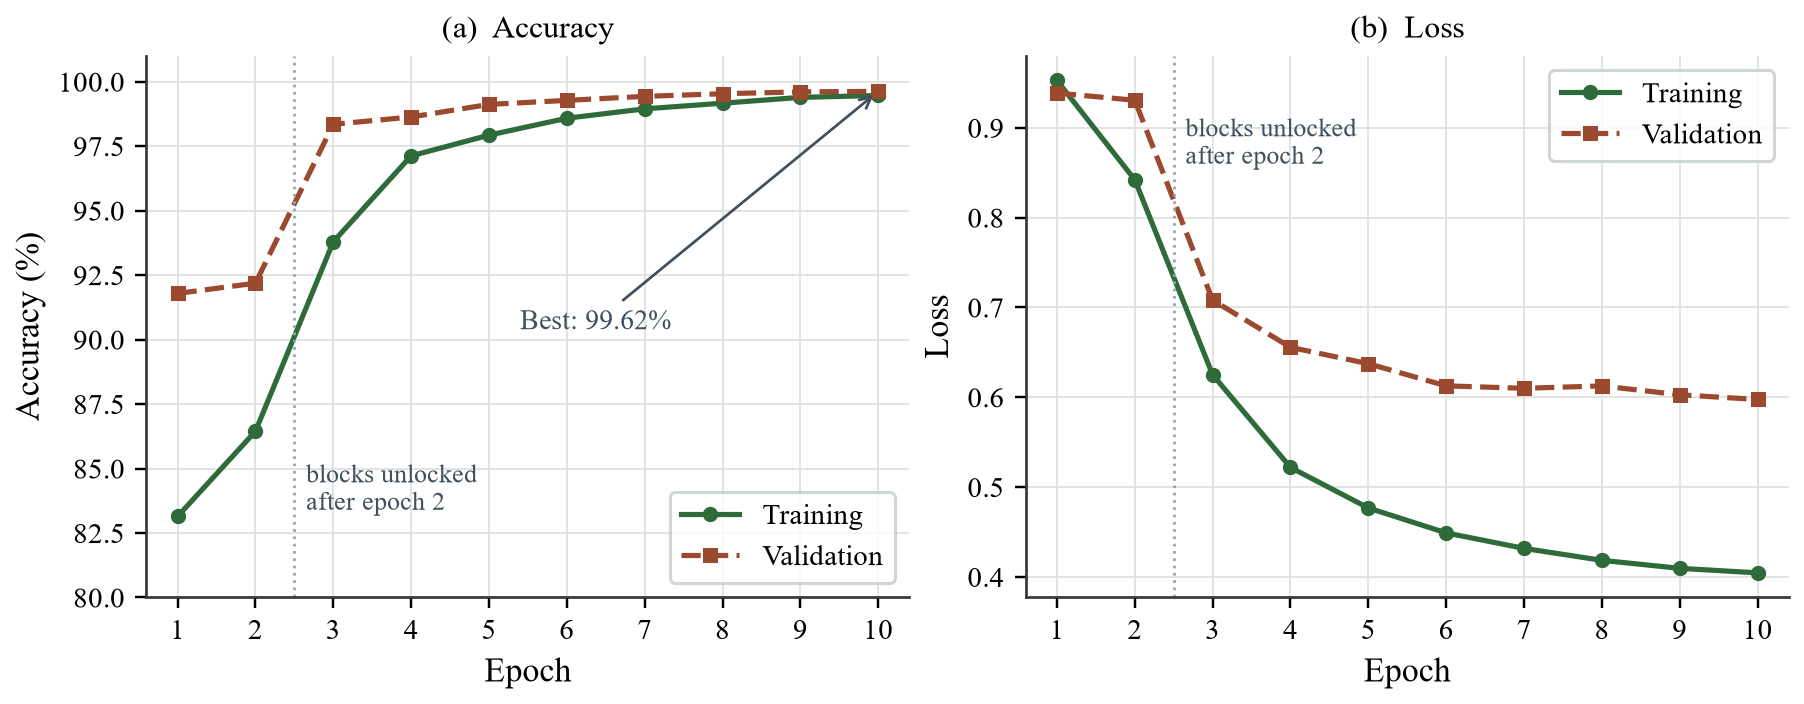 (a) Accuracy
Accuracy (%)
100.0
97.5
95.0
92.5
90.0
87.5
85.0
82.5
80.0
Best: 99.62%
blocks unlocked
after epoch 2
Training
Validation
1 2 3 4 5 6 7 8 9 10
Epoch
(b) Loss
Loss
0.9
0.8
0.7
0.6
0.5
0.4
blocks unlocked
after epoch 2
Training
Validation
1 2 3 4 5 6 7 8 9 10
Epoch